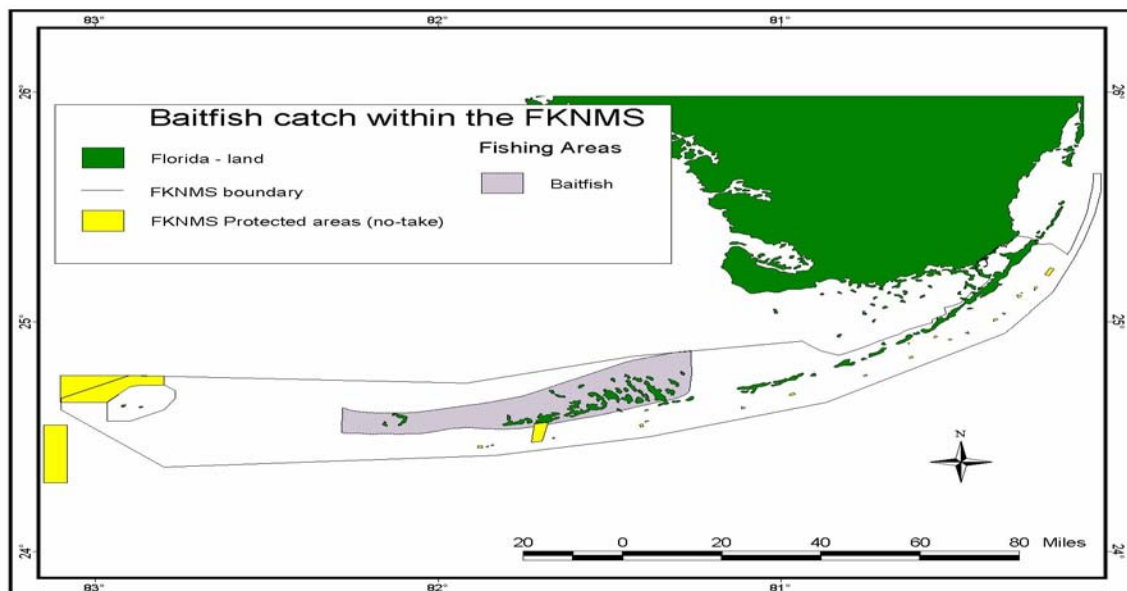 83° 82° 81°
26° 26°
Baitfish catch within the FKNMS
Florida - land
FKNMS boundary
FKNMS Protected areas (no-take)
Fishing Areas
Baitfish
25° 25°
N
24° 24°
20 0 20 40 60 80 Miles
83° 82° 81°